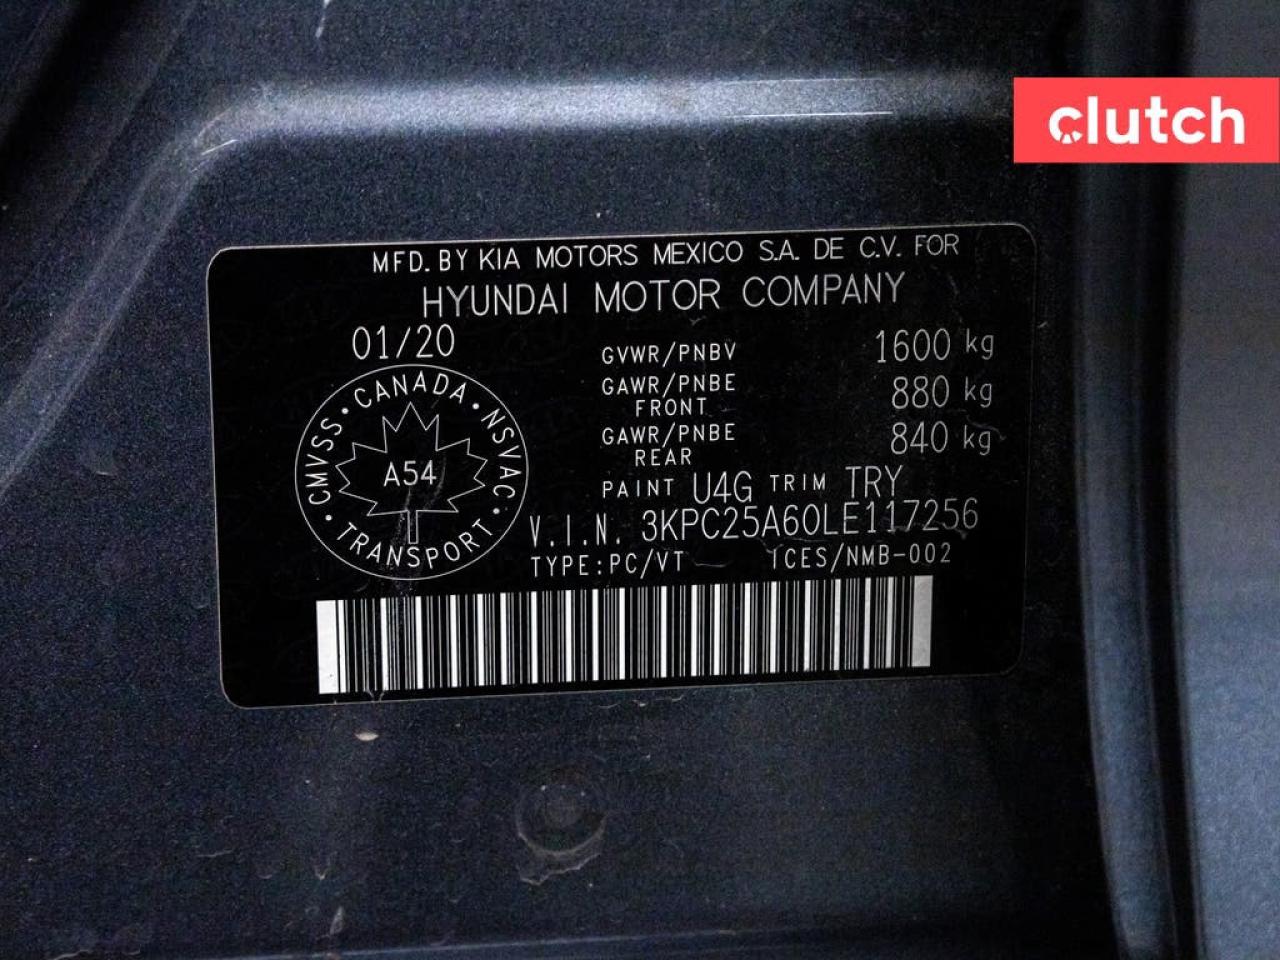 clutch
MFD. BY KIA MOTORS MEXICO S.A. DE C.V. FOR
HYUNDAI MOTOR COMPANY
01/20
CMVSS • CANADA • NSVAC • TRANSPORT •
A54
GVWR/PNBV 1600 kg
GAWR/PNBE 880 kg
FRONT
GAWR/PNBE 840 kg
REAR
PAINT U4G TRIM TRY
V.I.N. 3KPC25A60LE117256
TYPE:PC/VT ICES/NMB-002